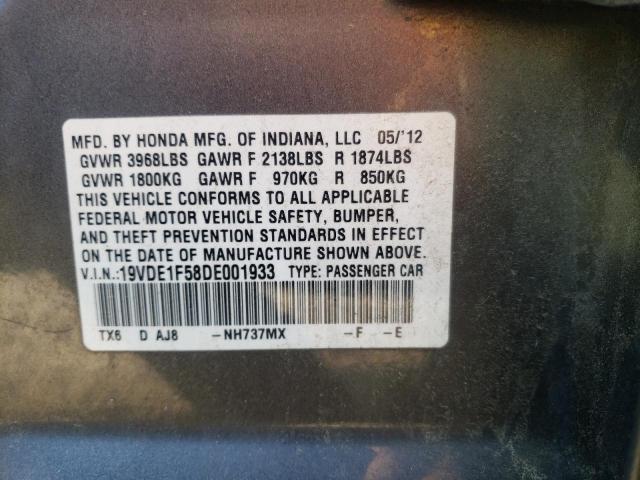 MFD. BY HONDA MFG. OF INDIANA, LLC 05/'12
GVWR 3968LBS GAWR F 2138LBS R 1874LBS
GVWR 1800KG GAWR F 970KG R 850KG
THIS VEHICLE CONFORMS TO ALL APPLICABLE
FEDERAL MOTOR VEHICLE SAFETY, BUMPER,
AND THEFT PREVENTION STANDARDS IN EFFECT
ON THE DATE OF MANUFACTURE SHOWN ABOVE.
V.I.N.:19VDE1F58DE001933 TYPE: PASSENGER CAR
TX6 D AJ8 -NH737MX -F -E